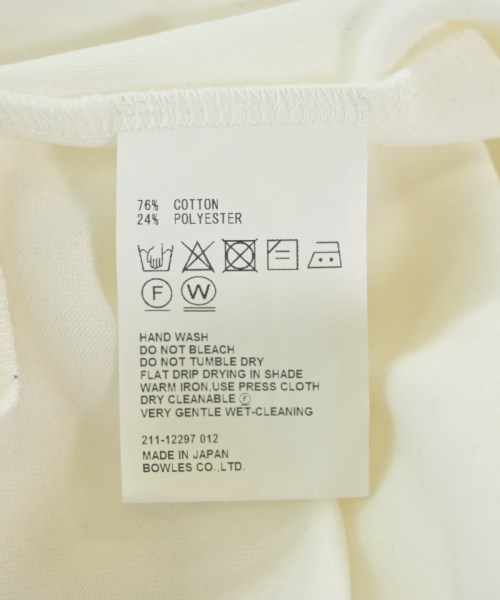 76% COTTON
24% POLYESTER
F W
HAND WASH
DO NOT BLEACH
DO NOT TUMBLE DRY
FLAT DRIP DRYING IN SHADE
WARM IRON,USE PRESS CLOTH
DRY CLEANABLE Ⓕ
VERY GENTLE WET-CLEANING
211-12297 012
MADE IN JAPAN
BOWLES CO.,LTD.